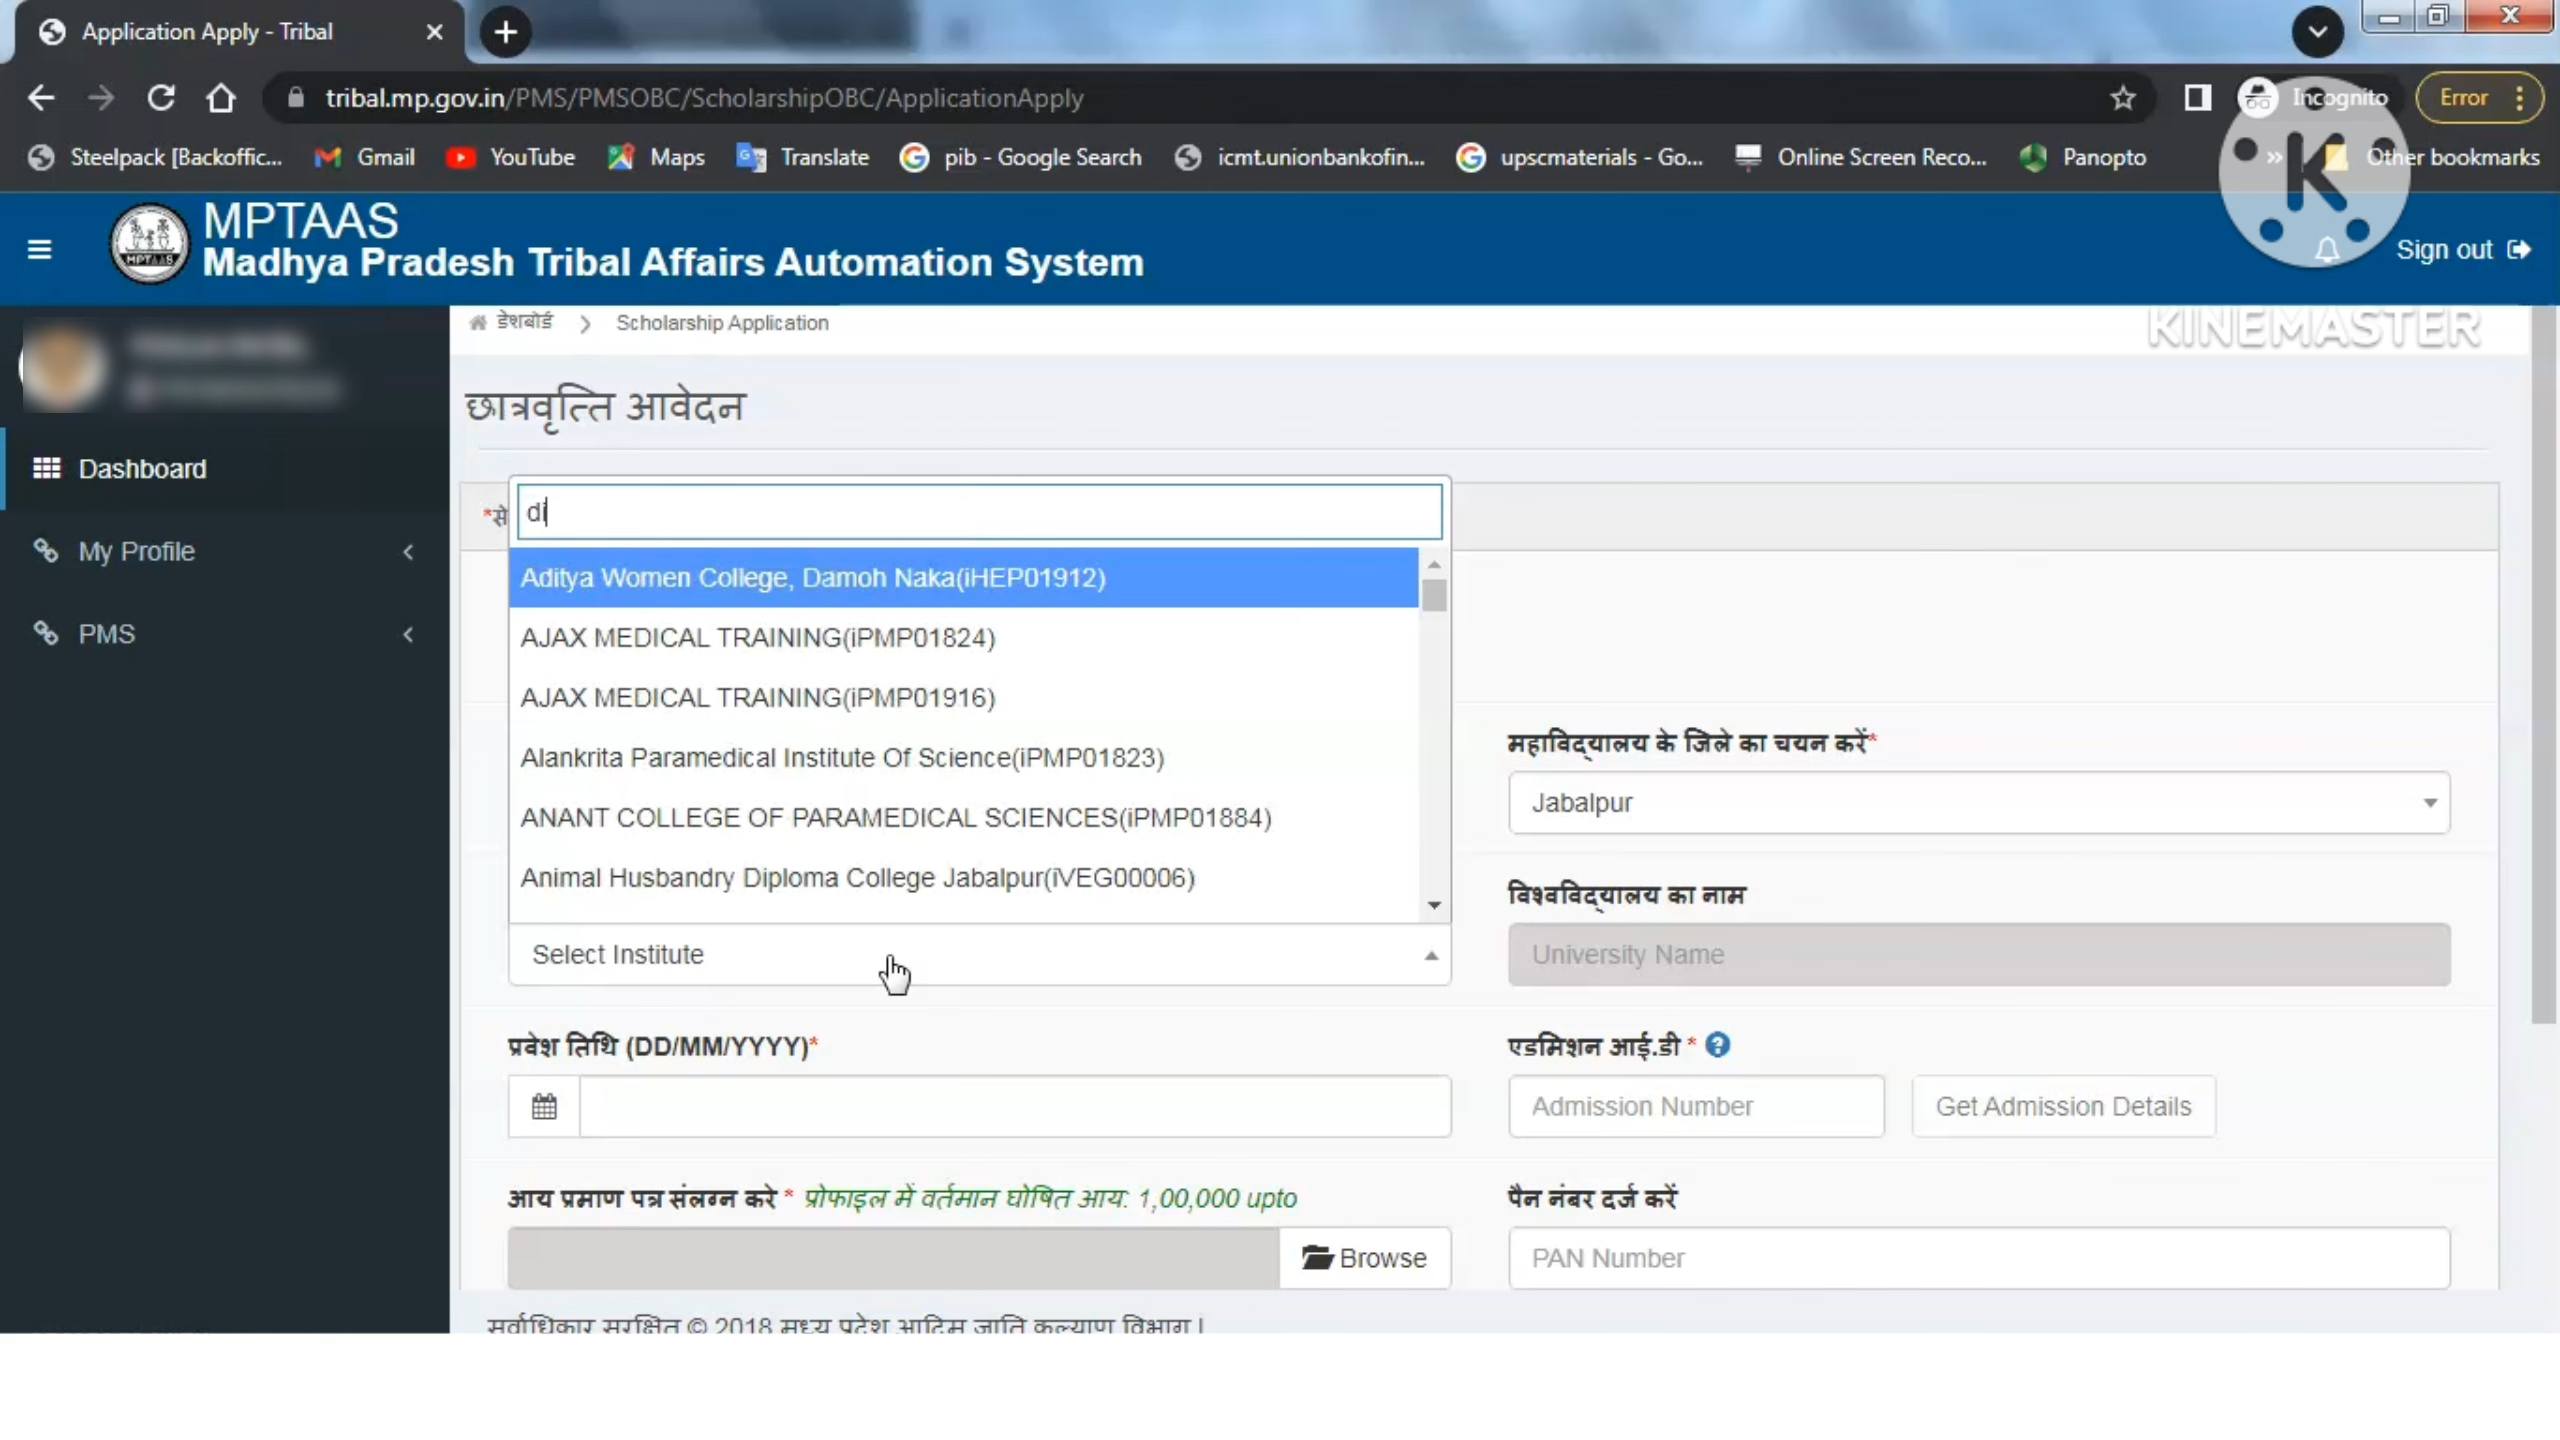 Application Apply - Tribal
tribal.mp.gov.in/PMS/PMSOBC/ScholarshipOBC/ApplicationApply
Incognito
Error
Steelpack [Backoffic...
Gmail
YouTube
Maps
Translate
pib - Google Search
icmt.unionbankofin...
upscmaterials - Go...
Online Screen Reco...
Panopto
»
Other bookmarks
K
MPTAAS
Madhya Pradesh Tribal Affairs Automation System
MPTAAS
Sign out
डेशबोर्ड > Scholarship Application
KINEMASTER
Dashboard
My Profile
PMS
छात्रवृत्ति आवेदन
*से
di
Aditya Women College, Damoh Naka(iHEP01912)
AJAX MEDICAL TRAINING(iPMP01824)
AJAX MEDICAL TRAINING(iPMP01916)
Alankrita Paramedical Institute Of Science(iPMP01823)
ANANT COLLEGE OF PARAMEDICAL SCIENCES(iPMP01884)
Animal Husbandry Diploma College Jabalpur(iVEG00006)
Select Institute
महाविद्यालय के जिले का चयन करें*
Jabalpur
विश्वविद्यालय का नाम
University Name
प्रवेश तिथि (DD/MM/YYYY)*
एडमिशन आई.डी * ?
Admission Number
Get Admission Details
आय प्रमाण पत्र संलग्न करे * प्रोफाइल में वर्तमान घोषित आय: 1,00,000 upto
Browse
पैन नंबर दर्ज करें
PAN Number
सर्वाधिकार सुरक्षित © 2018 मध्य प्रदेश आदिम जाति कल्याण विभाग |